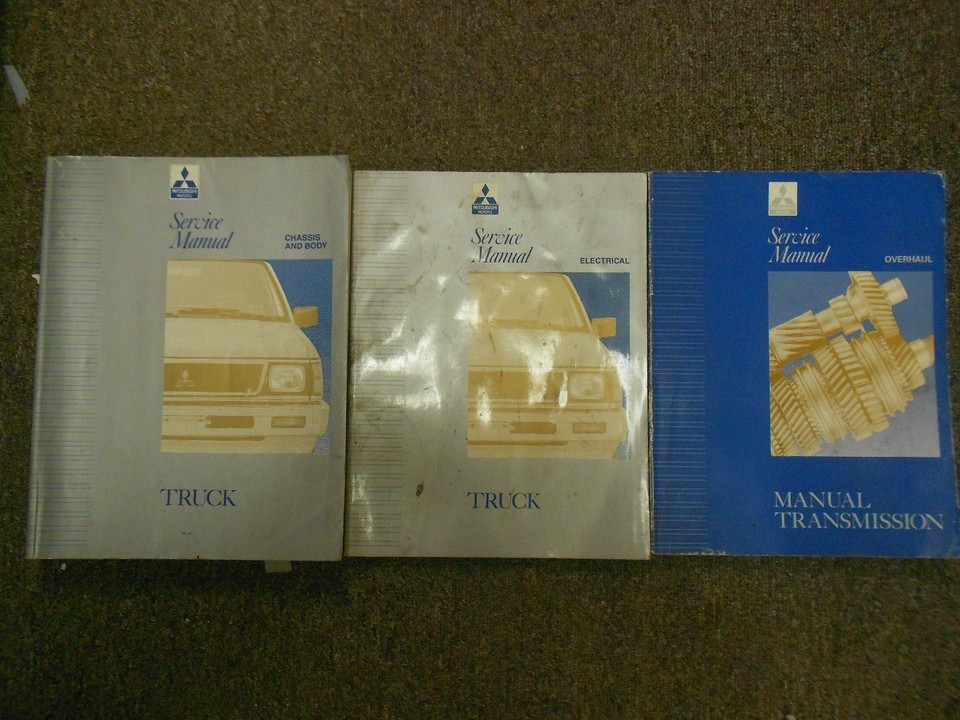 MITSUBISHI
MOTORS
Service
Manual
CHASSIS
AND BODY
TRUCK
MITSUBISHI
MOTORS
Service
Manual
ELECTRICAL
TRUCK
Service
Manual
OVERHAUL
MANUAL
TRANSMISSION